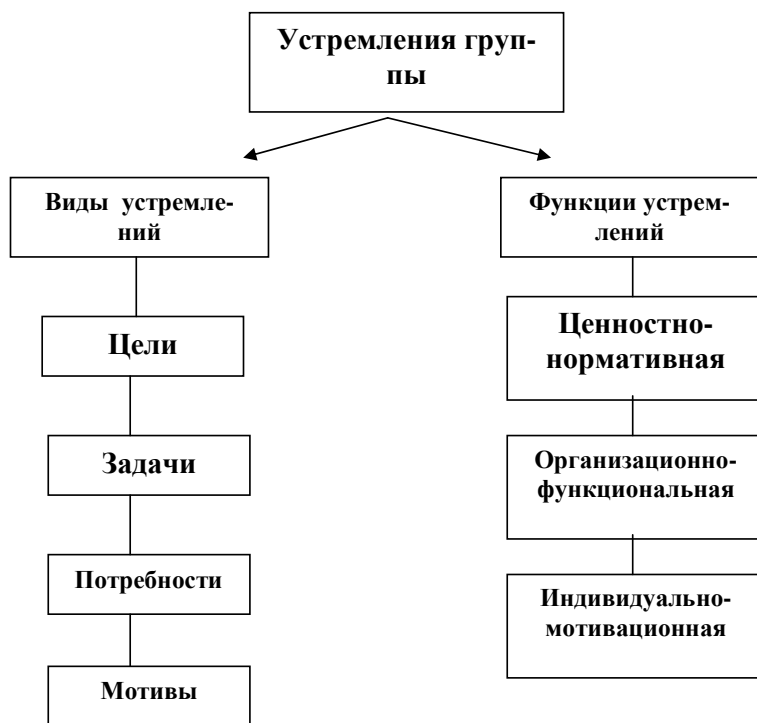 Устремления груп-
пы
Виды устремле-
ний
Функции устрем-
лений
Цели
Ценностно-
нормативная
Задачи
Организационно-
функциональная
Потребности
Индивидуально-
мотивационная
Мотивы